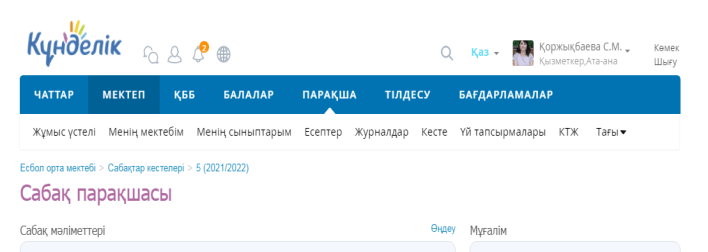 Күнделік
2
Қаз
Қоржықбаева С.М.
Қызметкер,Ата-ана
Көмек
Шығу
ЧАТТАР МЕКТЕП ҚББ БАЛАЛАР ПАРАҚША ТІЛДЕСУ БАҒДАРЛАМАЛАР
Жұмыс үстелі Менің мектебім Менің сыныптарым Есептер Журналдар Кесте Үй тапсырмалары КТЖ Тағы
Есбол орта мектебі > Сабақтар кестелері > 5 (2021/2022)
Сабақ парақшасы
Сабақ мәліметтері Өңдеу Мұғалім